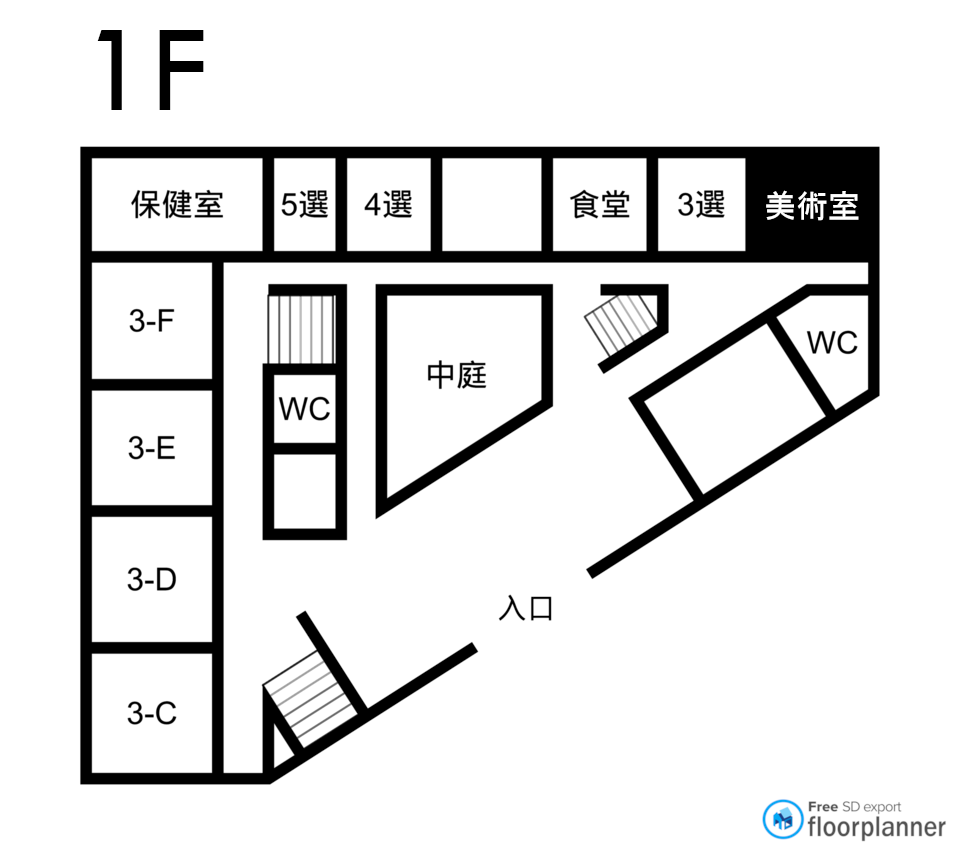 1F
保健室
5選
4選
食堂
3選
美術室
3-F
中庭
WC
3-E
WC
3-D
入口
3-C
Free SD export
floorplanner